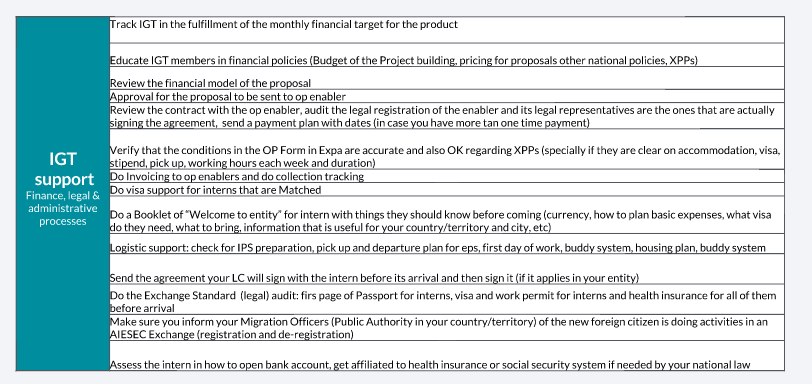 Track IGT in the fulfillment of the monthly financial target for the product
Educate IGT members in financial policies (Budget of the Project building, pricing for proposals other national policies, XPPs)
Review the financial model of the proposal
Approval for the proposal to be sent to op enabler
Review the contract with the op enabler, audit the legal registration of the enabler and its legal representatives are the ones that are actually
signing the agreement, send a payment plan with dates (in case you have more tan one time payment)
IGT
support
Finance, legal &
administrative
processes
Verify that the conditions in the OP Form in Expa are accurate and also OK regarding XPPs (specially if they are clear on accommodation, visa,
stipend, pick up, working hours each week and duration)
Do Invoicing to op enablers and do collection tracking
Do visa support for interns that are Matched
Do a Booklet of "Welcome to entity" for intern with things they should know before coming (currency, how to plan basic expenses, what visa
do they need, what to bring, information that is useful for your country/territory and city, etc)
Logistic support: check for IPS preparation, pick up and departure plan for eps, first day of work, buddy system, housing plan, buddy system
Send the agreement your LC will sign with the intern before its arrival and then sign it (if it applies in your entity)
Do the Exchange Standard (legal) audit: firs page of Passport for interns, visa and work permit for interns and health insurance for all of them
before arrival
Make sure you inform your Migration Officers (Public Authority in your country/territory) of the new foreign citizen is doing activities in an
AIESEC Exchange (registration and de-registration)
Assess the intern in how to open bank account, get affiliated to health insurance or social security system if needed by your national law